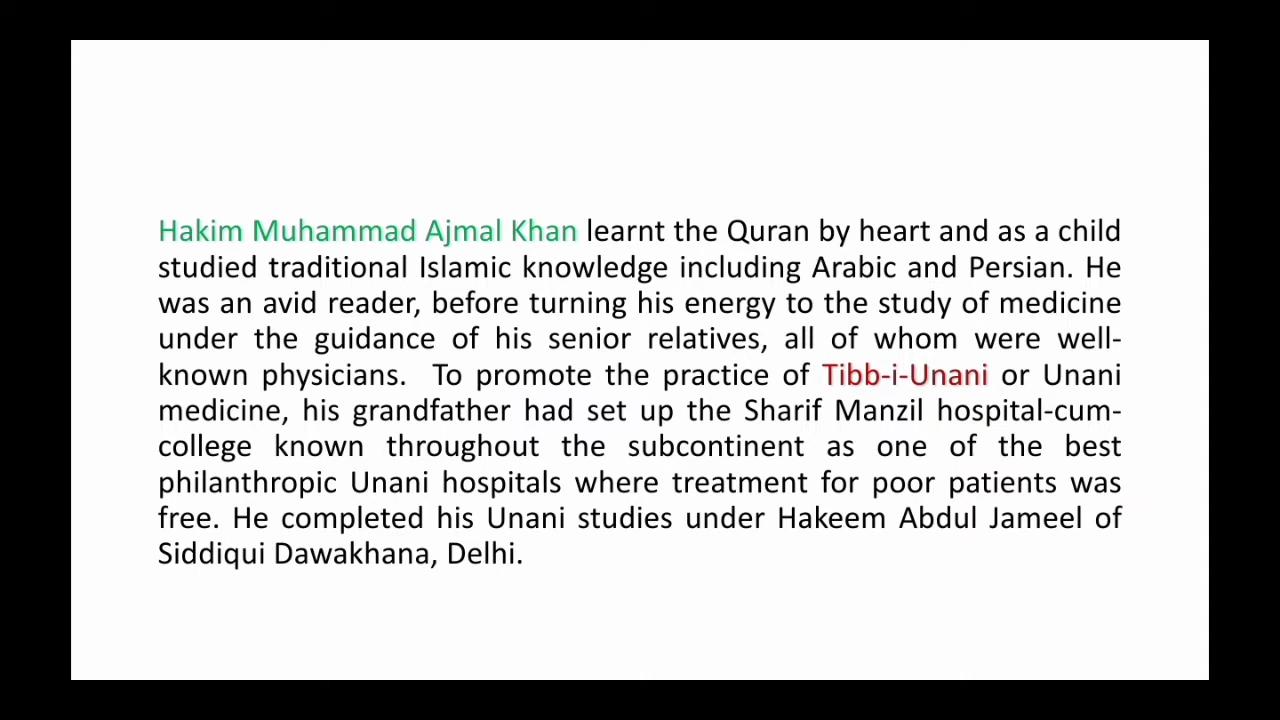 Hakim Muhammad Ajmal Khan learnt the Quran by heart and as a child
studied traditional Islamic knowledge including Arabic and Persian. He
was an avid reader, before turning his energy to the study of medicine
under the guidance of his senior relatives, all of whom were well-
known physicians.  To promote the practice of Tibb-i-Unani or Unani
medicine, his grandfather had set up the Sharif Manzil hospital-cum-
college known throughout the subcontinent as one of the best
philanthropic Unani hospitals where treatment for poor patients was
free. He completed his Unani studies under Hakeem Abdul Jameel of
Siddiqui Dawakhana, Delhi.